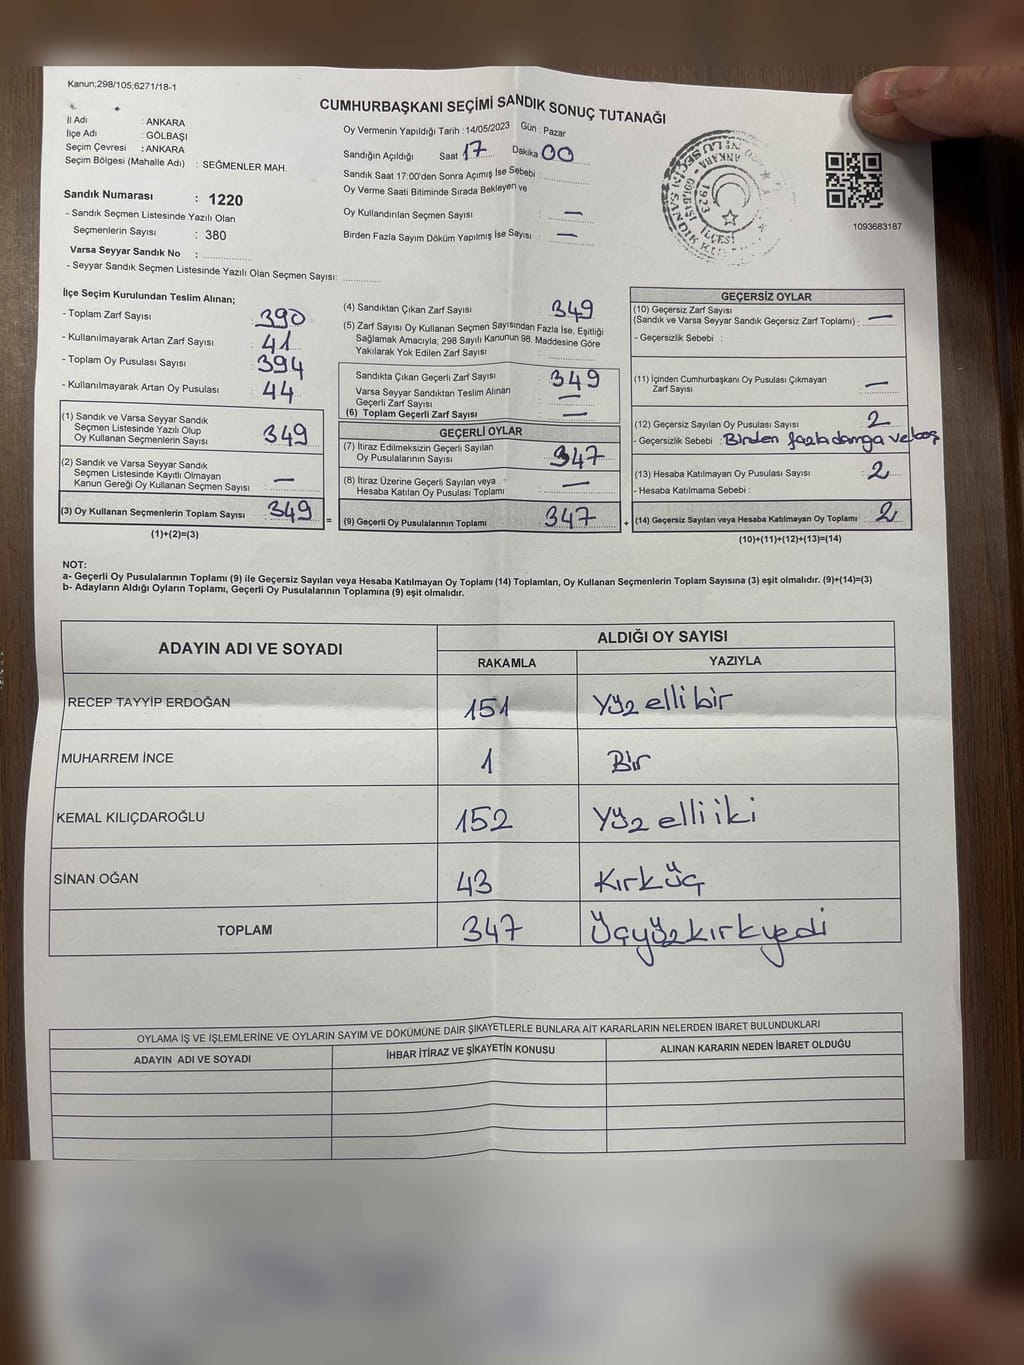 Kanun;298/105;6271/18-1
CUMHURBAŞKANI SEÇİMİ SANDIK SONUÇ TUTANAĞI
İl Adı : ANKARA
İlçe Adı : GÖLBAŞI
Seçim Çevresi : ANKARA
Seçim Bölgesi (Mahalle Adı) : SEĞMENLER MAH.
Sandık Numarası : 1220
- Sandık Seçmen Listesinde Yazılı Olan
Seçmenlerin Sayısı : 380
Varsa Seyyar Sandık No :
- Seyyar Sandık Seçmen Listesinde Yazılı Olan Seçmen Sayısı:
Oy Vermenin Yapıldığı Tarih : 14/05/2023 Gün : Pazar
Sandığın Açıldığı Saat 17 Dakika 00
Sandık Saat 17:00'den Sonra Açımış İse Sebebi :
Oy Verme Saati Bitiminde Sırada Bekleyen ve
Oy Kullandırılan Seçmen Sayısı : —
Birden Fazla Sayım Döküm Yapılmış İse Sayısı : —
ANKARA - GÖLBAŞI
1923
İLÇESİ
1093683187
İlçe Seçim Kurulundan Teslim Alınan;
- Toplam Zarf Sayısı : 390
- Kullanılmayarak Artan Zarf Sayısı : 41
- Toplam Oy Pusulası Sayısı : 394
- Kullanılmayarak Artan Oy Pusulası : 44
(1) Sandık ve Varsa Seyyar Sandık
Seçmen Listesinde Yazılı Olup
Oy Kullanan Seçmenlerin Sayısı : 349
(2) Sandık ve Varsa Seyyar Sandık
Seçmen Listesinde Kayıtlı Olmayan
Kanun Gereği Oy Kullanan Seçmen Sayısı : —
(3) Oy Kullanan Seçmenlerin Toplam Sayısı : 349 =
(1)+(2)=(3)
(4) Sandıktan Çıkan Zarf Sayısı : 349
(5) Zarf Sayısı Oy Kullanan Seçmen Sayısından Fazla İse, Eşitliği
Sağlamak Amacıyla; 298 Sayılı Kanunun 98. Maddesine Göre
Yakılarak Yok Edilen Zarf Sayısı :
Sandıkta Çıkan Geçerli Zarf Sayısı : 349
Varsa Seyyar Sandıktan Teslim Alınan
Geçerli Zarf Sayısı : —
(6) Toplam Geçerli Zarf Sayısı : —
GEÇERLİ OYLAR
(7) İtiraz Edilmeksizin Geçerli Sayılan
Oy Pusulalarının Sayısı : 347
(8) İtiraz Üzerine Geçerli Sayılan veya
Hesaba Katılan Oy Pusulası Toplamı : —
(9) Geçerli Oy Pusulalarının Toplamı : 347 +
GEÇERSİZ OYLAR
(10) Geçersiz Zarf Sayısı
(Sandık ve Varsa Seyyar Sandık Geçersiz Zarf Toplamı) : —
- Geçersizlik Sebebi :
(11) İçinden Cumhurbaşkanı Oy Pusulası Çıkmayan
Zarf Sayısı : —
(12) Geçersiz Sayılan Oy Pusulası Sayısı : 2
- Geçersizlik Sebebi : Birden fazla damga ve boş
(13) Hesaba Katılmayan Oy Pusulası Sayısı : 2
- Hesaba Katılmama Sebebi :
(14) Geçersiz Sayılan veya Hesaba Katılmayan Oy Toplamı : 2
(10)+(11)+(12)+(13)=(14)
NOT:
a- Geçerli Oy Pusulalarının Toplamı (9) ile Geçersiz Sayılan veya Hesaba Katılmayan Oy Toplamı (14) Toplamları, Oy Kullanan Seçmenlerin Toplam Sayısına (3) eşit olmalıdır. (9)+(14)=(3)
b- Adayların Aldığı Oyların Toplamı, Geçerli Oy Pusulalarının Toplamına (9) eşit olmalıdır.
ADAYIN ADI VE SOYADI ALDIĞI OY SAYISI
RAKAMLA YAZIYLA
RECEP TAYYİP ERDOĞAN 151 Yüz elli bir
MUHARREM İNCE 1 Bir
KEMAL KILIÇDAROĞLU 152 Yüz elli iki
SİNAN OĞAN 43 Kırküç
TOPLAM 347 Üçyüzkırkyedi
OYLAMA İŞ VE İŞLEMLERİNE VE OYLARIN SAYIM VE DÖKÜMÜNE DAİR ŞİKAYETLERLE BUNLARA AİT KARARLARIN NELERDEN İBARET BULUNDUKLARI
ADAYIN ADI VE SOYADI İHBAR İTİRAZ VE ŞİKAYETİN KONUSU ALINAN KARARIN NEDEN İBARET OLDUĞU